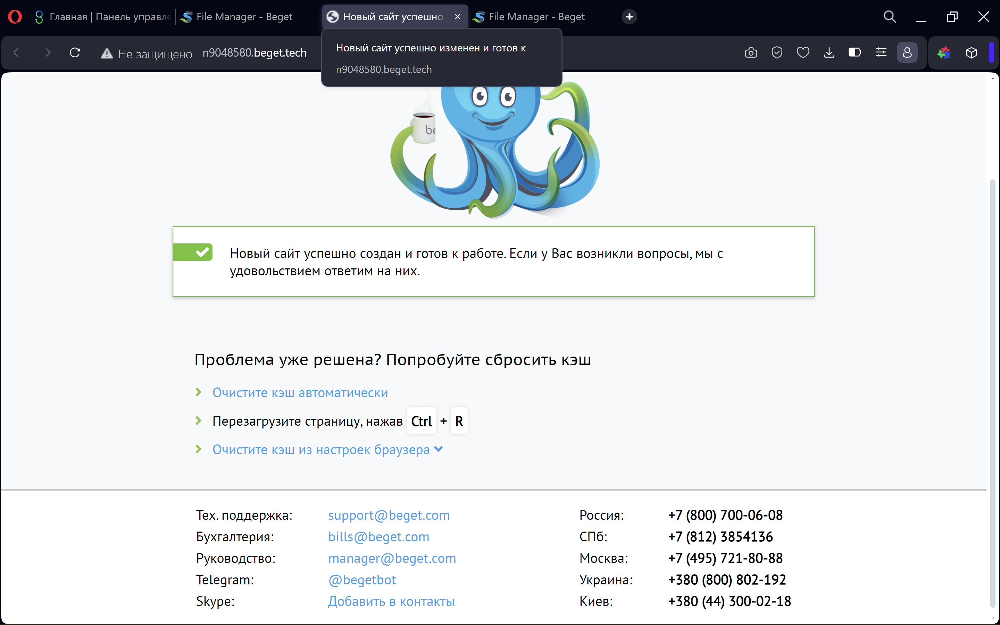 Главная | Панель управле
File Manager - Beget
Новый сайт успешно
File Manager - Beget
Не защищено
n9048580.beget.tech
Новый сайт успешно изменен и готов к
n9048580.beget.tech
be
Новый сайт успешно создан и готов к работе. Если у Вас возникли вопросы, мы с
удовольствием ответим на них.
Проблема уже решена? Попробуйте сбросить кэш
Очистите кэш автоматически
Перезагрузите страницу, нажав Ctrl + R
Очистите кэш из настроек браузера
Тех. поддержка: support@beget.com
Бухгалтерия: bills@beget.com
Руководство: manager@beget.com
Telegram: @begetbot
Skype: Добавить в контакты
Россия: +7 (800) 700-06-08
СПб: +7 (812) 3854136
Москва: +7 (495) 721-80-88
Украина: +380 (800) 802-192
Киев: +380 (44) 300-02-18